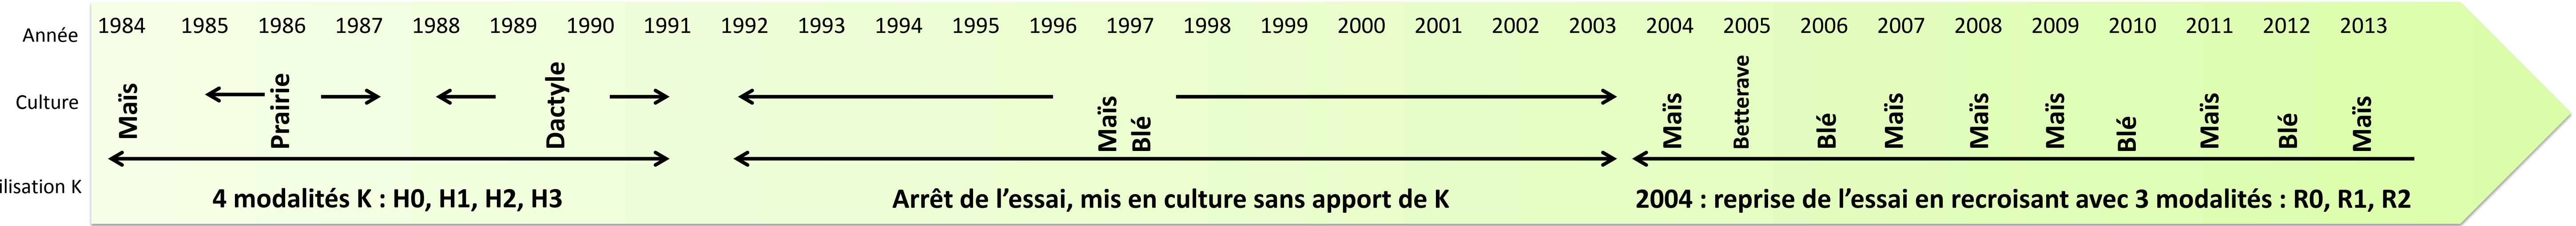 Année 1984 1985 1986 1987 1988 1989 1990 1991 1992 1993 1994 1995 1996 1997 1998 1999 2000 2001 2002 2003 2004 2005 2006 2007 2008 2009 2010 2011 2012 2013
Culture Maïs Prairie Dactyle Maïs Blé Maïs Betterave Blé Maïs Maïs Maïs Blé Maïs Blé Maïs
ilisation K 4 modalités K : H0, H1, H2, H3 Arrêt de l’essai, mis en culture sans apport de K 2004 : reprise de l’essai en recroisant avec 3 modalités : R0, R1, R2